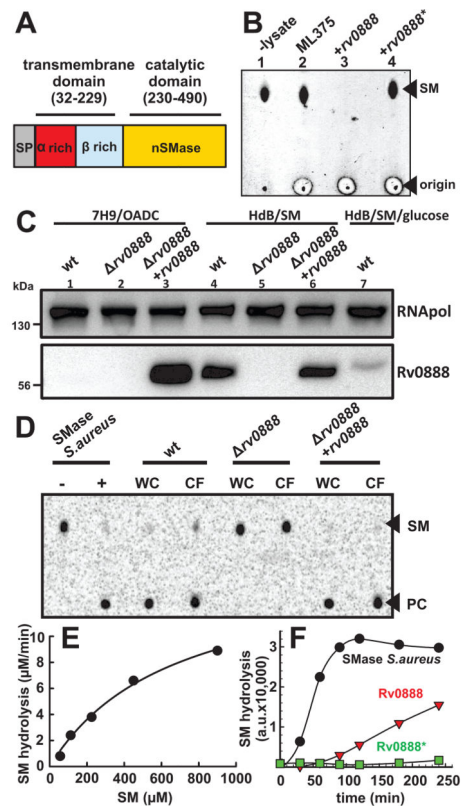 A
transmembrane domain (32-229)
catalytic domain (230-490)
SP α rich β rich nSMase
B
-lysate ML375 +rv0888 +rv0888*
1 2 3 4
SM
origin
C
7H9/OADC HdB/SM HdB/SM/glucose
wt Δrv0888 Δrv0888 +rv0888 wt Δrv0888 Δrv0888 +rv0888 wt
kDa
1 2 3 4 5 6 7
130
RNApol
56
Rv0888
D
SMase S.aureus wt Δrv0888 Δrv0888 +rv0888
- + WC CF WC CF WC CF
SM
PC
E
SM hydrolysis (µM/min)
10
8
6
4
2
0
0 200 400 600 800 1000
SM (µM)
F
SM hydrolysis (a.u.x10,000)
3
2
1
0
SMase S.aureus
Rv0888
Rv0888*
0 50 100 150 200 250
time (min)